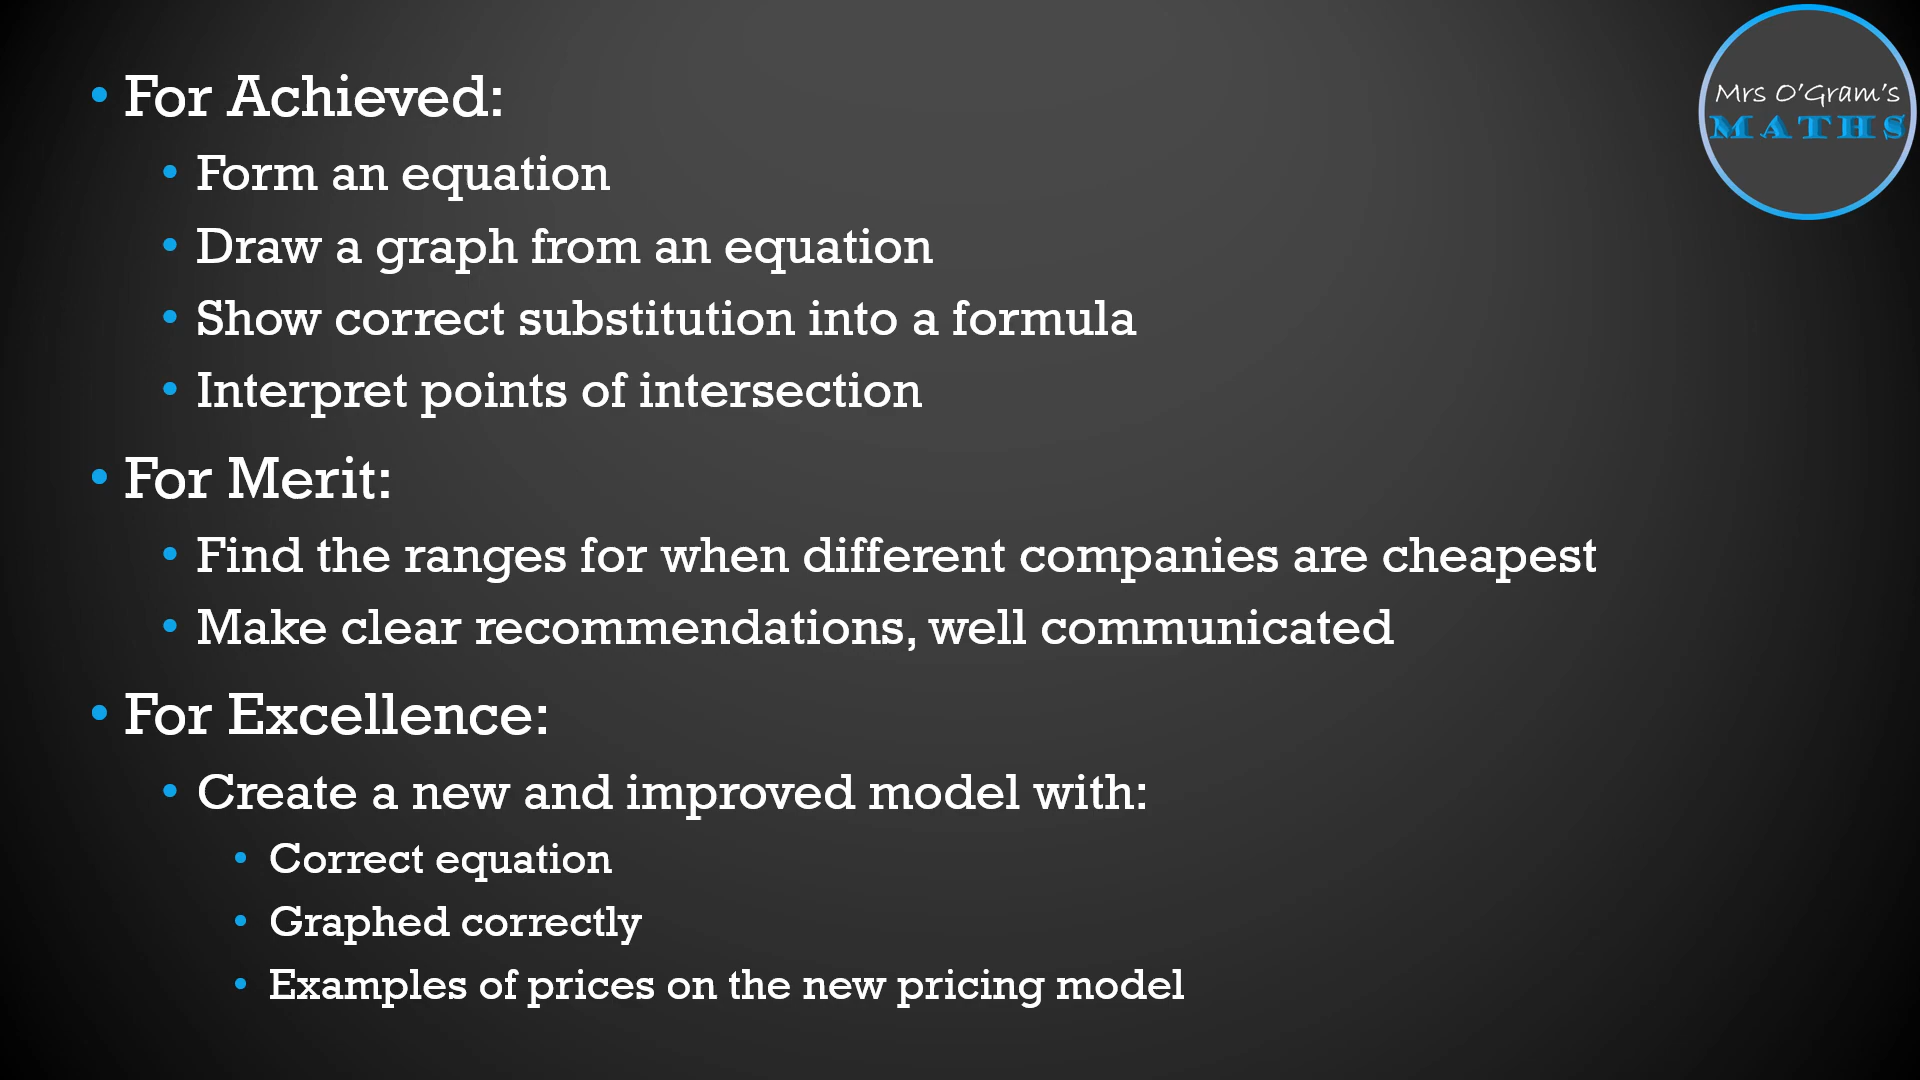 Mrs O'Gram's
MATHS
• For Achieved:
• Form an equation
• Draw a graph from an equation
• Show correct substitution into a formula
• Interpret points of intersection
• For Merit:
• Find the ranges for when different companies are cheapest
• Make clear recommendations, well communicated
• For Excellence:
• Create a new and improved model with:
• Correct equation
• Graphed correctly
• Examples of prices on the new pricing model